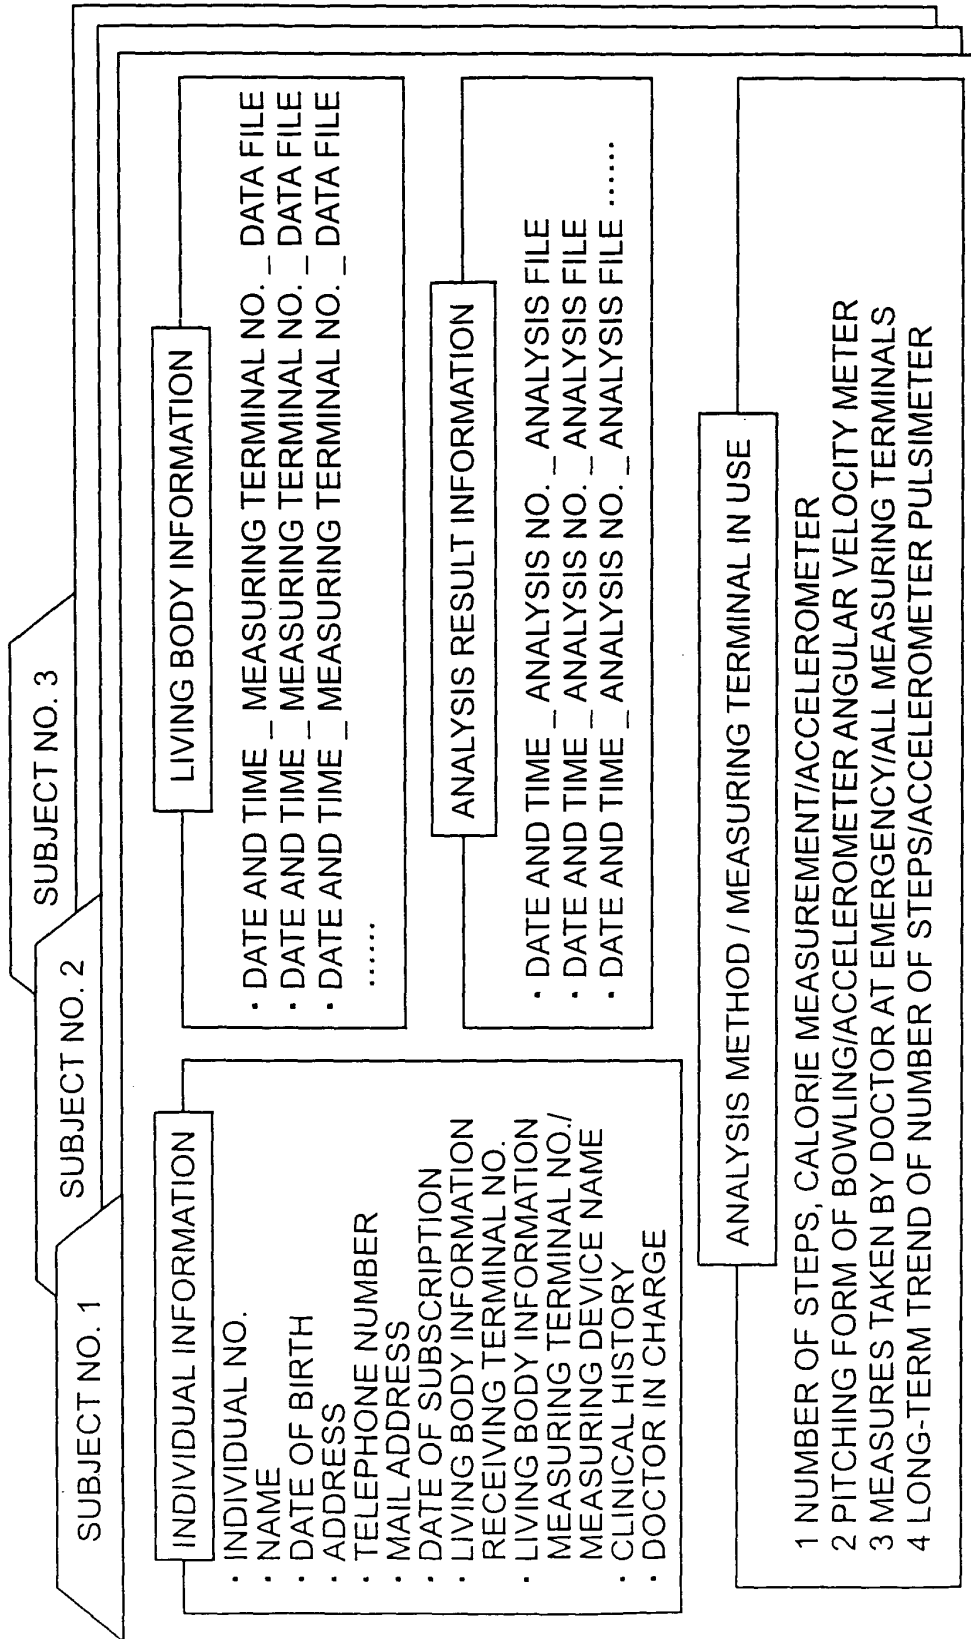 SUBJECT NO. 1
SUBJECT NO. 2
SUBJECT NO. 3
INDIVIDUAL INFORMATION
· INDIVIDUAL NO.
· NAME
· DATE OF BIRTH
· ADDRESS
· TELEPHONE NUMBER
· MAIL ADDRESS
· DATE OF SUBSCRIPTION
· LIVING BODY INFORMATION
RECEIVING TERMINAL NO.
· LIVING BODY INFORMATION
MEASURING TERMINAL NO./
MEASURING DEVICE NAME
· CLINICAL HISTORY
· DOCTOR IN CHARGE
LIVING BODY INFORMATION
· DATE AND TIME _ MEASURING TERMINAL NO. _ DATA FILE
· DATE AND TIME _ MEASURING TERMINAL NO. _ DATA FILE
· DATE AND TIME _ MEASURING TERMINAL NO. _ DATA FILE
......
ANALYSIS RESULT INFORMATION
· DATE AND TIME _ ANALYSIS NO. _ ANALYSIS FILE
· DATE AND TIME _ ANALYSIS NO. _ ANALYSIS FILE
· DATE AND TIME _ ANALYSIS NO. _ ANALYSIS FILE ......
ANALYSIS METHOD / MEASURING TERMINAL IN USE
1 NUMBER OF STEPS, CALORIE MEASUREMENT/ACCELEROMETER
2 PITCHING FORM OF BOWLING/ACCELEROMETER ANGULAR VELOCITY METER
3 MEASURES TAKEN BY DOCTOR AT EMERGENCY/ALL MEASURING TERMINALS
4 LONG-TERM TREND OF NUMBER OF STEPS/ACCELEROMETER PULSIMETER